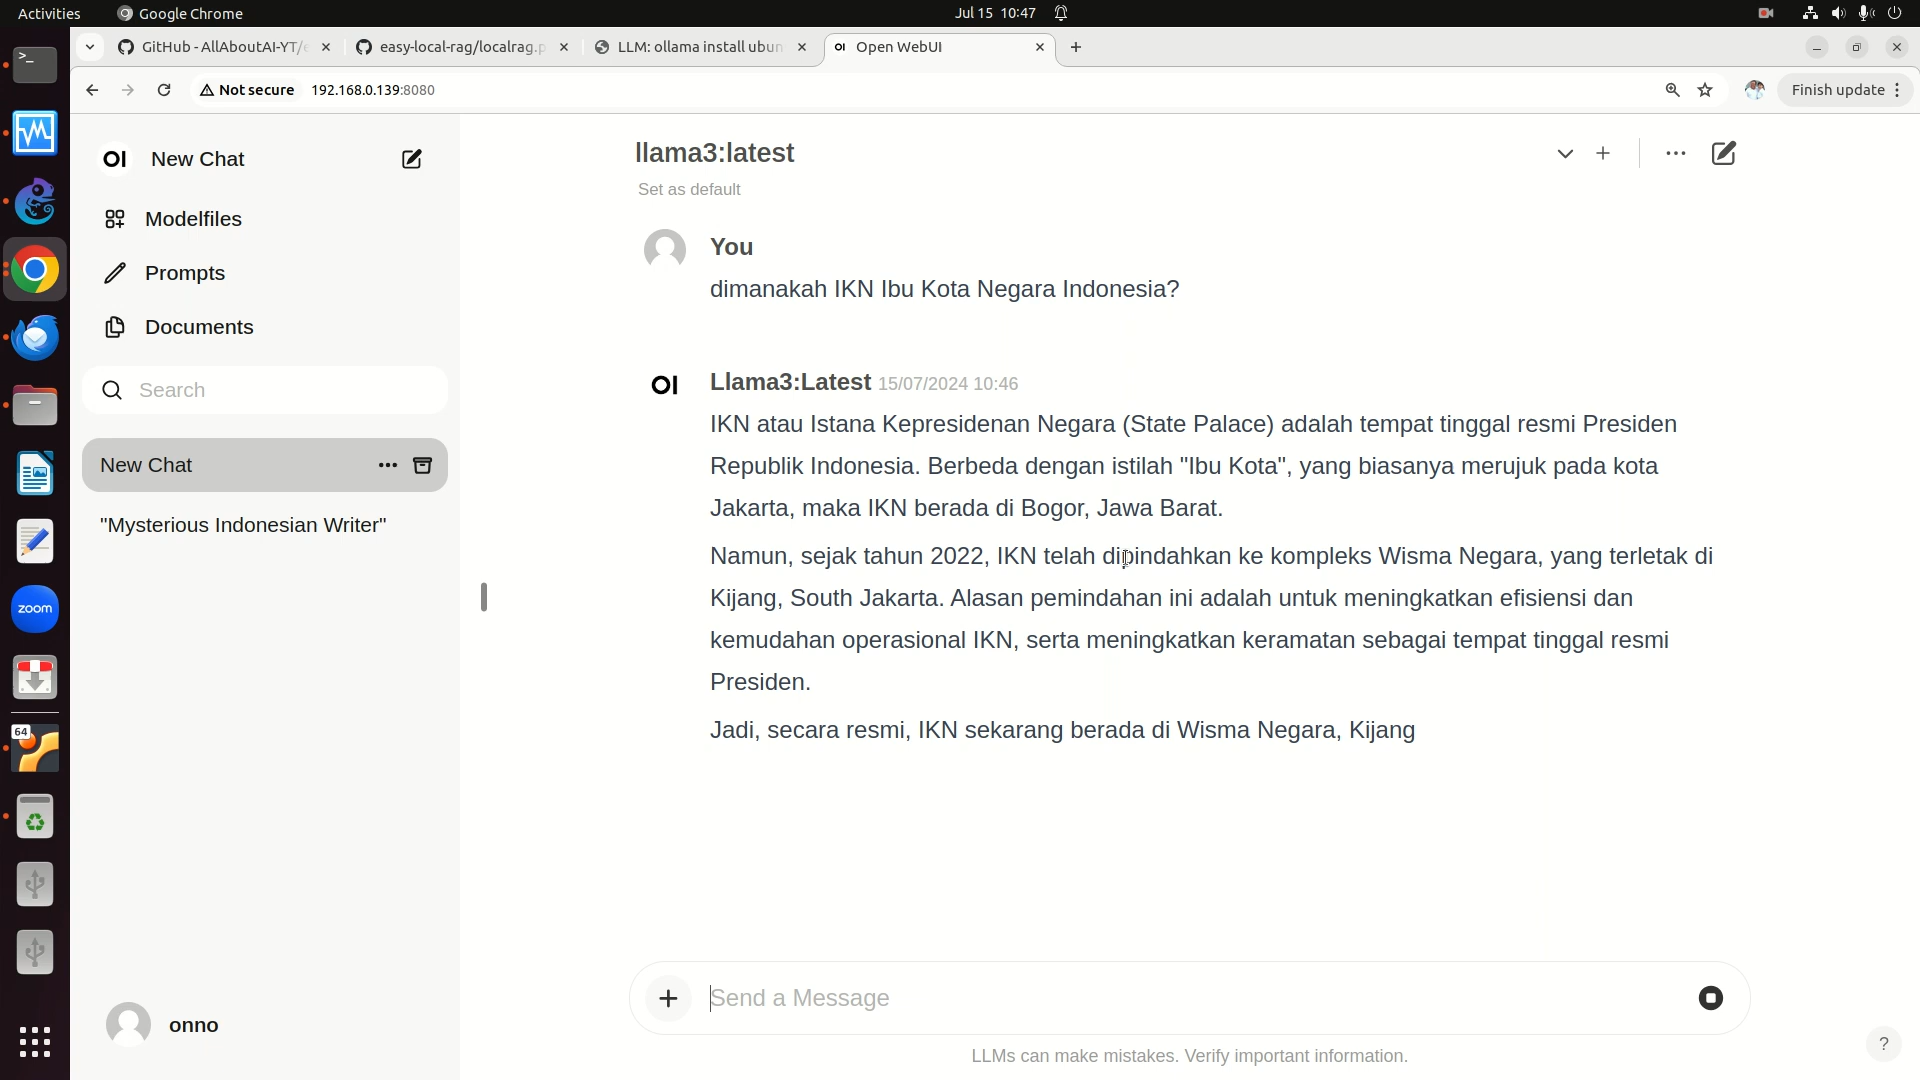 Activities
Google Chrome
Jul 15 10:47
GitHub - AllAboutAI-YT/
easy-local-rag/localrag.p
LLM: ollama install ubun
OI Open WebUI
Not secure
192.168.0.139:8080
Finish update
OI New Chat
Modelfiles
Prompts
Documents
Search
New Chat
"Mysterious Indonesian Writer"
onno
llama3:latest
Set as default
You
dimanakah IKN Ibu Kota Negara Indonesia?
OI Llama3:Latest 15/07/2024 10:46
IKN atau Istana Kepresidenan Negara (State Palace) adalah tempat tinggal resmi Presiden
Republik Indonesia. Berbeda dengan istilah "Ibu Kota", yang biasanya merujuk pada kota
Jakarta, maka IKN berada di Bogor, Jawa Barat.
Namun, sejak tahun 2022, IKN telah dipindahkan ke kompleks Wisma Negara, yang terletak di
Kijang, South Jakarta. Alasan pemindahan ini adalah untuk meningkatkan efisiensi dan
kemudahan operasional IKN, serta meningkatkan keramatan sebagai tempat tinggal resmi
Presiden.
Jadi, secara resmi, IKN sekarang berada di Wisma Negara, Kijang
Send a Message
LLMs can make mistakes. Verify important information.
?
zoom
64